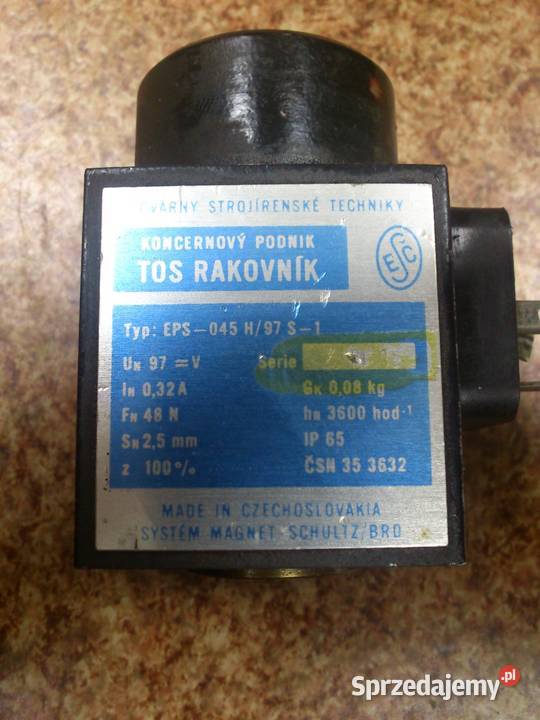 STROJÍRENSKÉ TECHNIKY
KONCERNOVÝ PODNIK
TOS RAKOVNÍK
ESČ
Typ: EPS-045 H/97 S-1
UN 97 = V Serie
IN 0,32 A GK 0,08 kg
FN 48 N hN 3600 hod-1
SN 2,5 mm IP 65
z 100% ČSN 35 3632
MADE IN CZECHOSLOVAKIA
SYSTÉM MAGNET-SCHULTZ/BRD
Sprzedajemy.pl